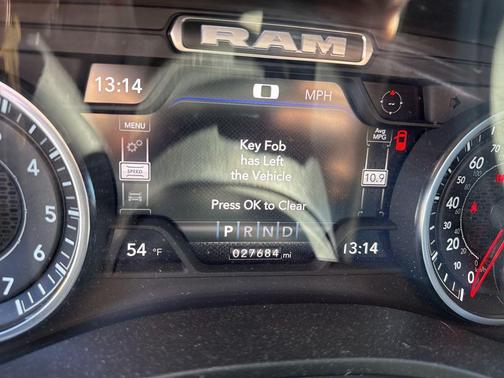 RAM
13:14
0 MPH
MENU
Key Fob
has Left
the Vehicle
Avg
MPG
SPEED
10.9
Press OK to Clear
P R N D
54 °F
027684 mi
13:14
4
5
6
7
70
60
50
40
30
20
10
0